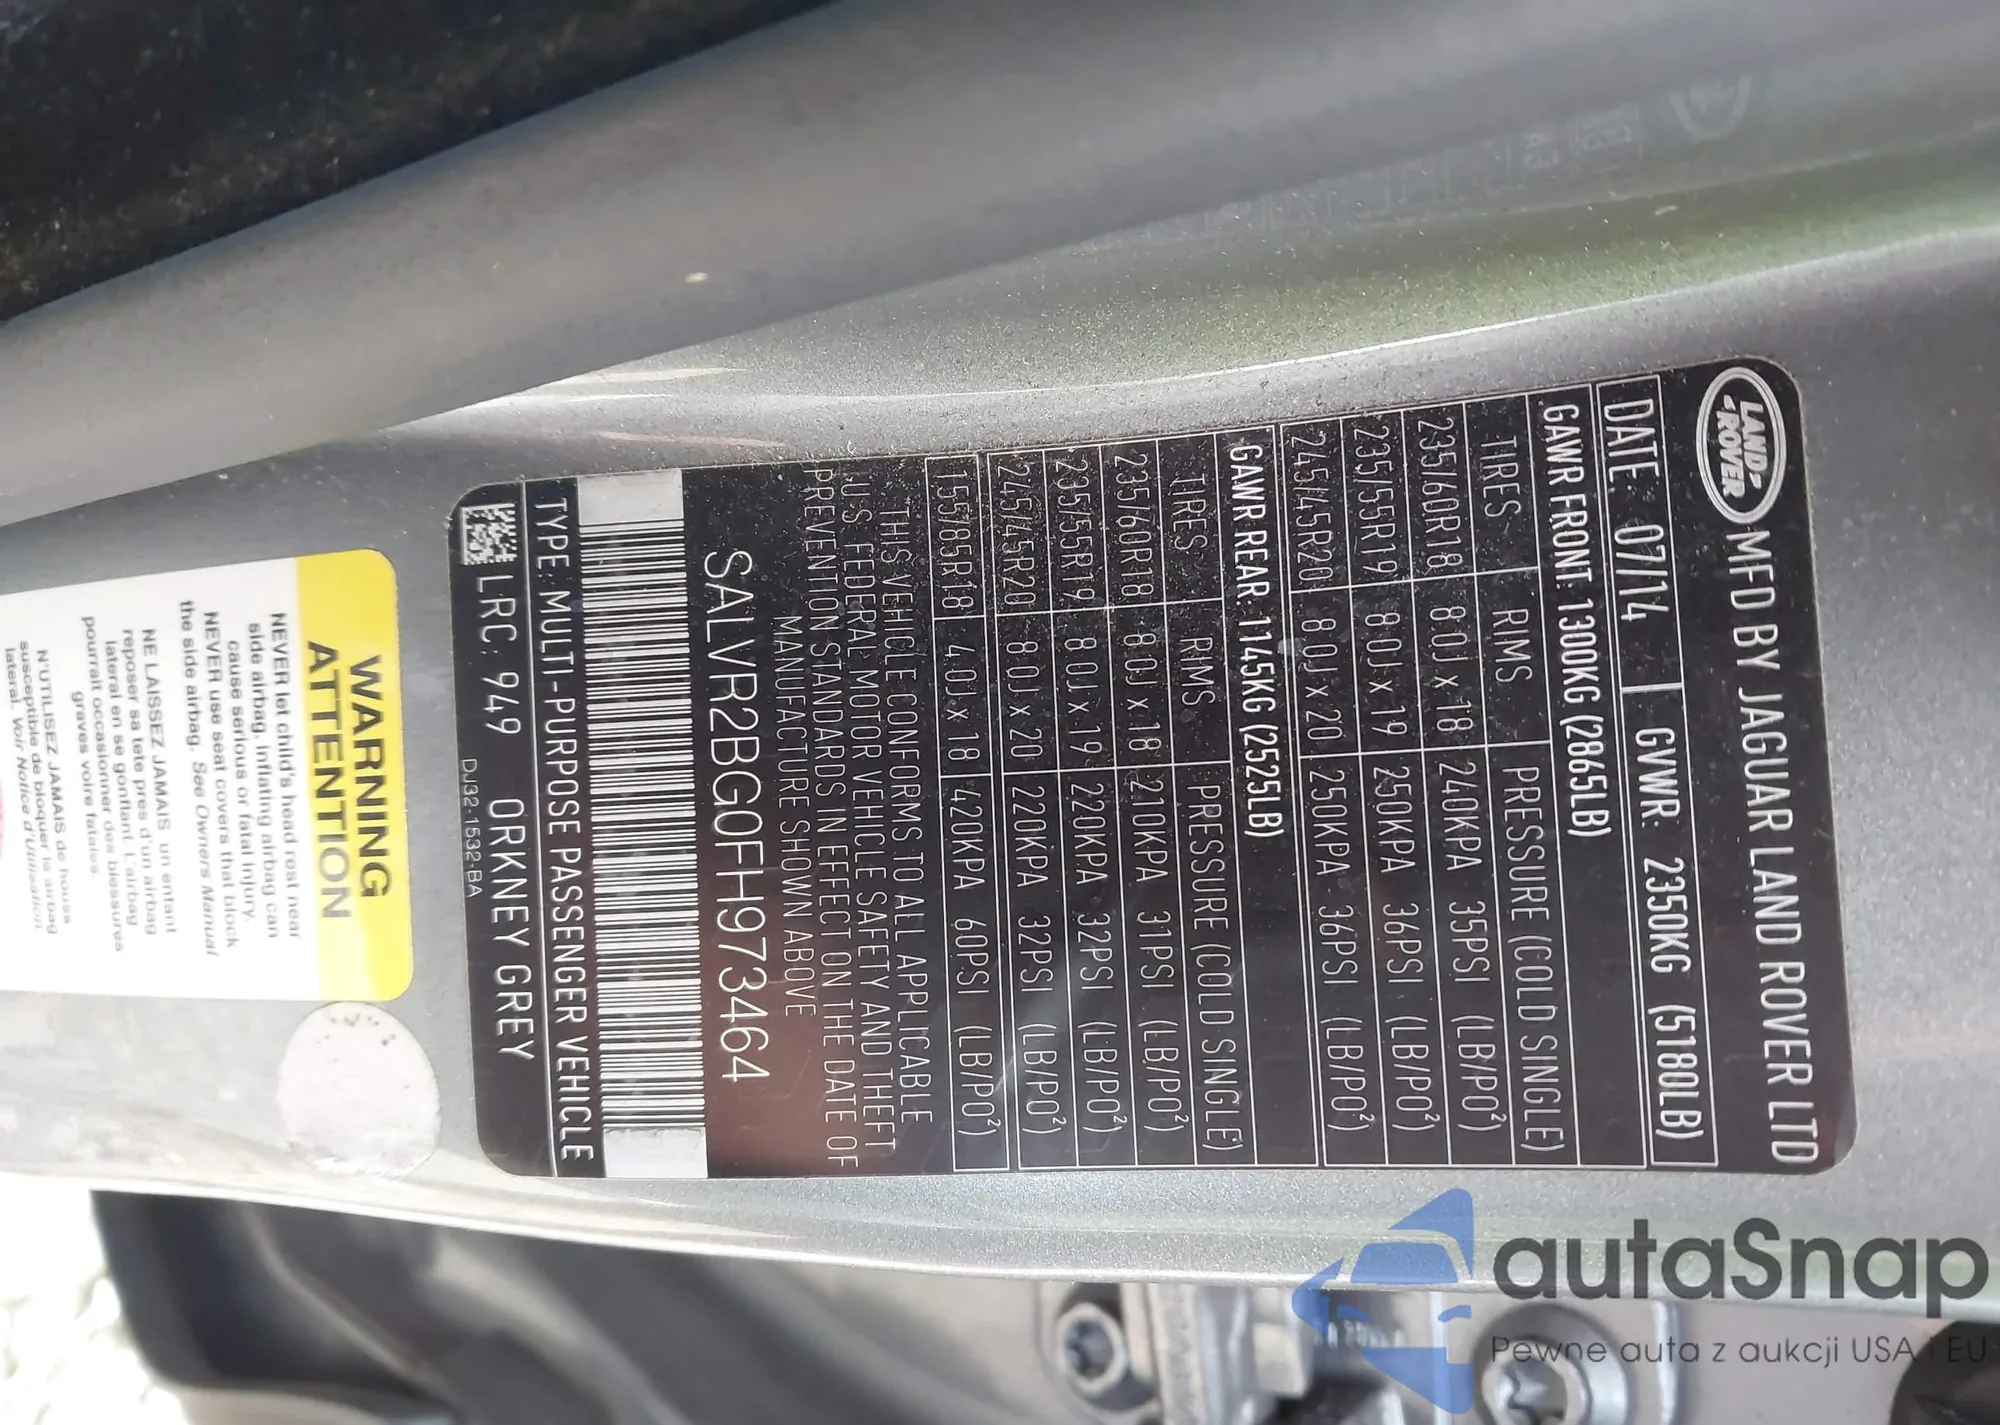 LAND-
-ROVER
MFD BY JAGUAR LAND ROVER LTD
DATE: 07/14 GVWR: 2350KG (5180LB)
GAWR FRONT: 1300KG (2865LB)
TIRES RIMS PRESSURE (COLD SINGLE)
235/60R18 8.0J x 18 240KPA 35PSI (LB/PO²)
235/55R19 8.0J x 19 250KPA 36PSI (LB/PO²)
245/45R20 8.0J x 20 250KPA 36PSI (LB/PO²)
GAWR REAR: 1145KG (2525LB)
TIRES RIMS PRESSURE (COLD SINGLE)
235/60R18 8.0J x 18 210KPA 31PSI (LB/PO²)
235/55R19 8.0J x 19 220KPA 32PSI (LB/PO²)
245/45R20 8.0J x 20 220KPA 32PSI (LB/PO²)
155/85R18 4.0J x 18 420KPA 60PSI (LB/PO²)
THIS VEHICLE CONFORMS TO ALL APPLICABLE
U.S FEDERAL MOTOR VEHICLE SAFETY AND THEFT
PREVENTION STANDARDS IN EFFECT ON THE DATE OF
MANUFACTURE SHOWN ABOVE
SALVR2BG0FH973464
TYPE: MULTI-PURPOSE PASSENGER VEHICLE
LRC: 949 ORKNEY GREY
DJ32-15321BA
WARNING
ATTENTION
NEVER let child's head rest near
side airbag, inflating airbag can
cause serious or fatal injury.
NEVER use seat covers that block
the side airbag. See Owners Manual
NE LAISSEZ JAMAIS un entant
reposer sa tete pres d'un airbag
lateral en se gonflant. L'airbag
pourrait occasionner des blessures
graves voire fatales.
N'UTILISEZ JAMAIS de houss
susceptible de bloquer le airbag
lateral. Voir Notice d'Utilisation.
autaSnap
Pewne auta z aukcji USA i EU